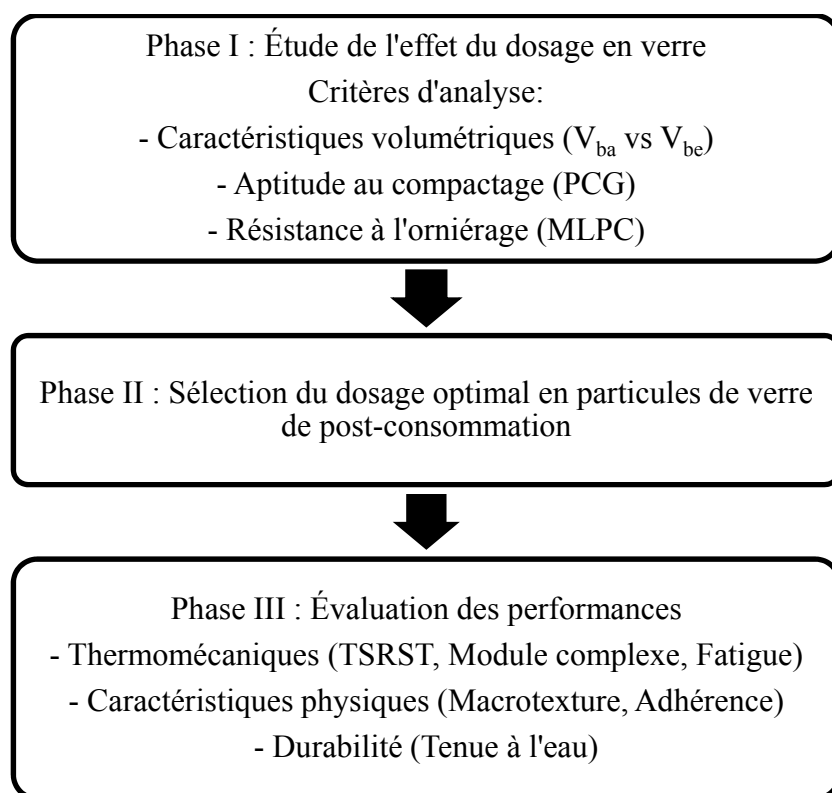 Phase I : Étude de l'effet du dosage en verre
Critères d'analyse:
- Caractéristiques volumétriques (Vba vs Vbe)
- Aptitude au compactage (PCG)
- Résistance à l'orniérage (MLPC)
Phase II : Sélection du dosage optimal en particules de verre
de post-consommation
Phase III : Évaluation des performances
- Thermomécaniques (TSRST, Module complexe, Fatigue)
- Caractéristiques physiques (Macrotexture, Adhérence)
- Durabilité (Tenue à l'eau)